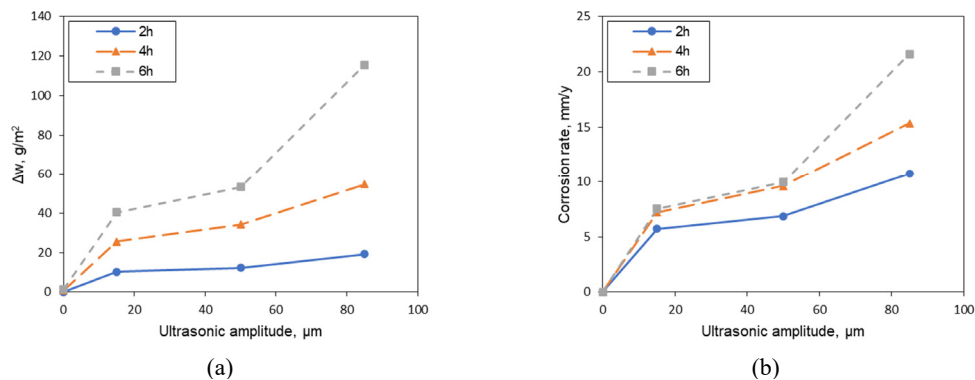 140
120
100
80
60
40
20
0
Δw, g/m²
2h
4h
6h
0
20
40
60
80
100
Ultrasonic amplitude, µm
(a)
25
20
15
10
5
0
Corrosion rate, mm/y
2h
4h
6h
0
20
40
60
80
100
Ultrasonic amplitude, µm
(b)